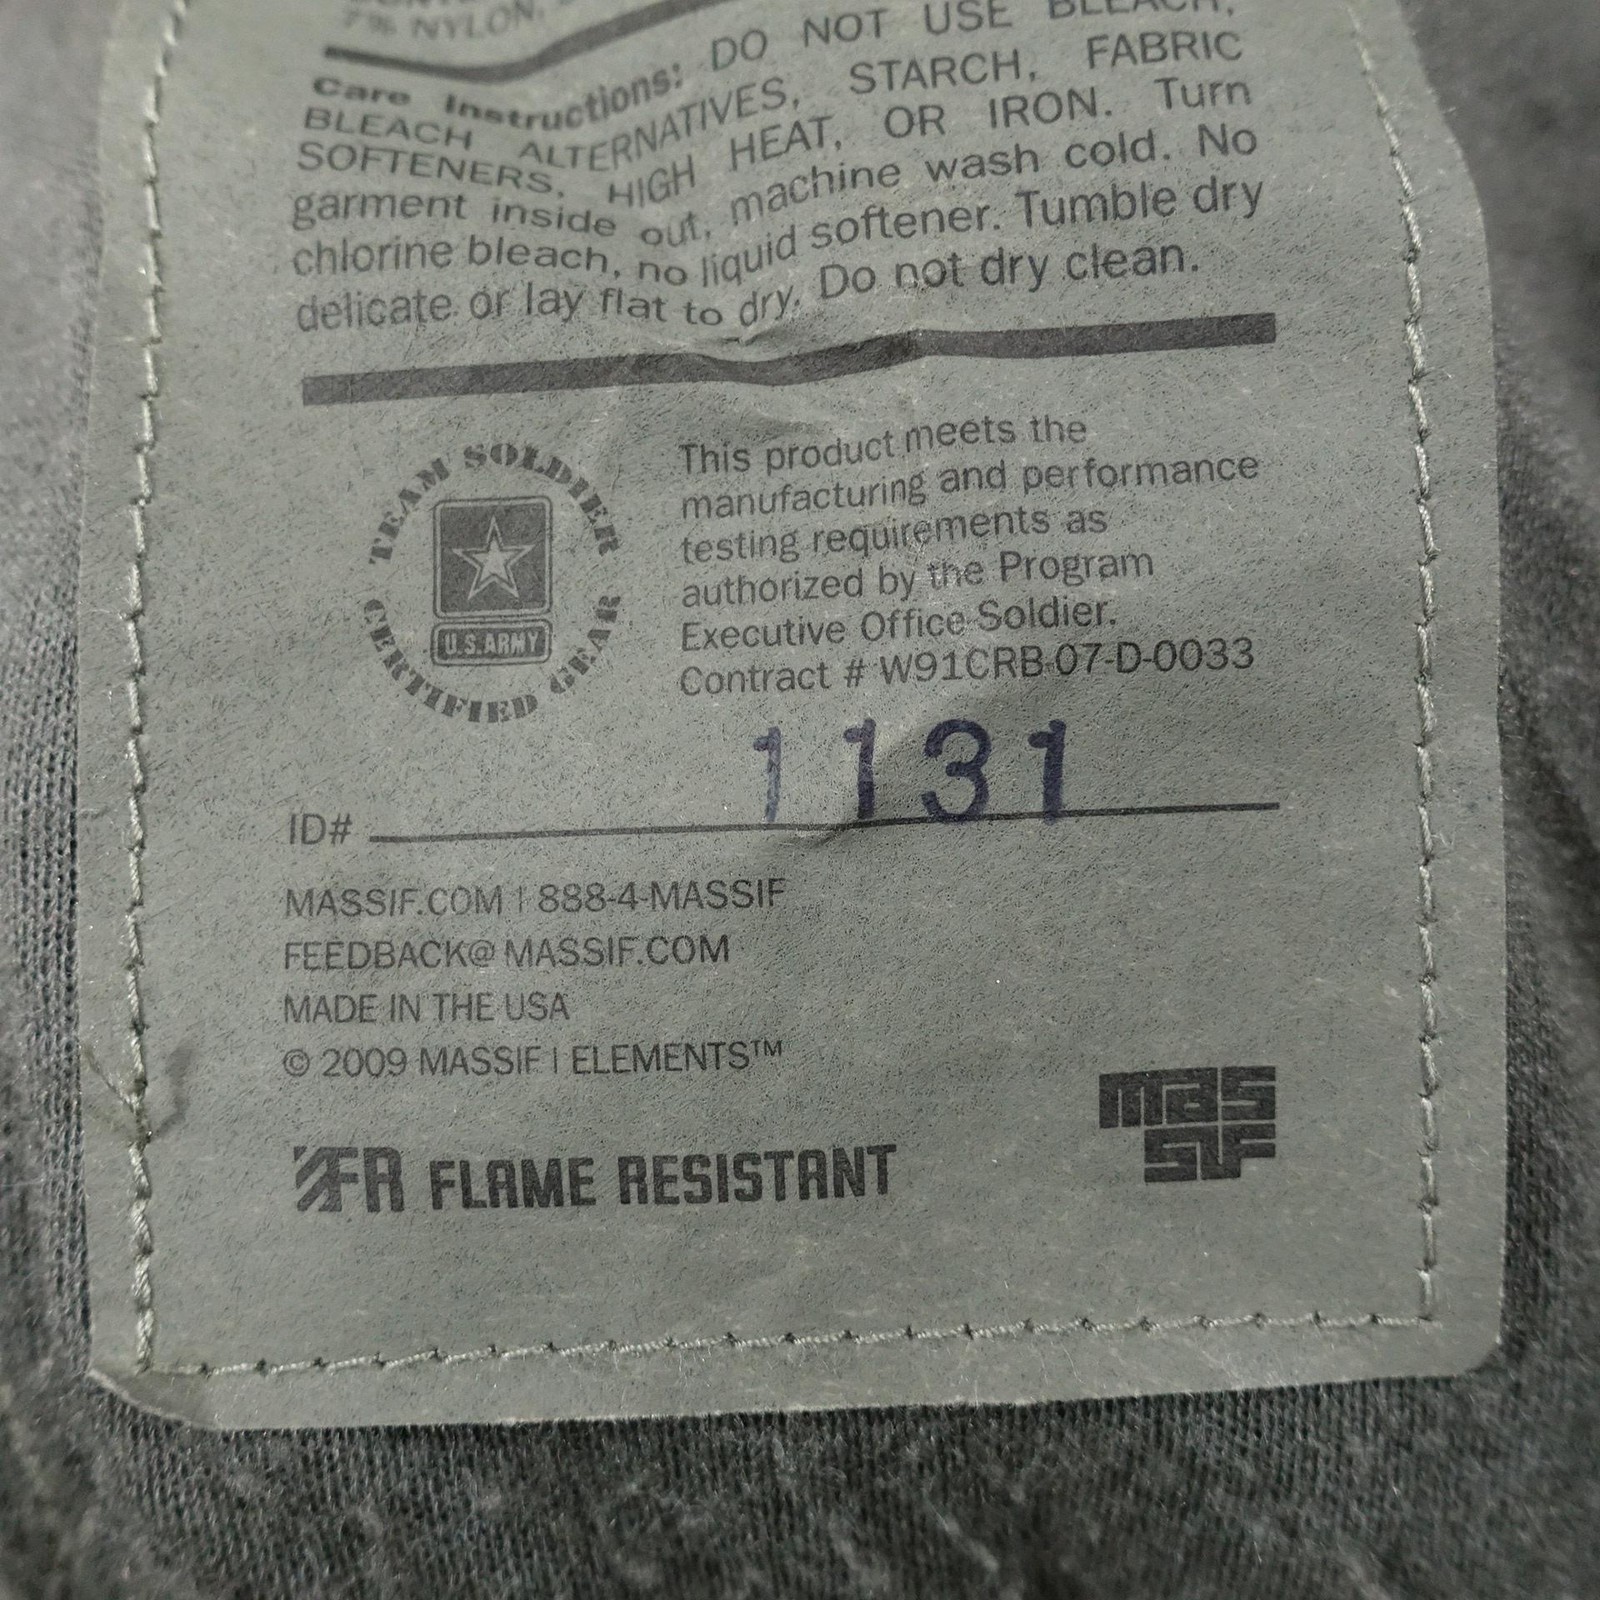 7% NYLON,
Care Instructions: DO NOT USE BLEACH,
BLEACH ALTERNATIVES, STARCH, FABRIC
SOFTENERS, HIGH HEAT, OR IRON. Turn
garment inside out, machine wash cold. No
chlorine bleach, no liquid softener. Tumble dry
delicate or lay flat to dry. Do not dry clean.
TEAM SOLDIER
U.S.ARMY
CERTIFIED GEAR
This product meets the
manufacturing and performance
testing requirements as
authorized by the Program
Executive Office Soldier.
Contract # W91CRB-07-D-0033
1131
ID#
MASSIF.COM | 888-4-MASSIF
FEEDBACK@MASSIF.COM
MADE IN THE USA
© 2009 MASSIF | ELEMENTS™
FR FLAME RESISTANT
mas
sif